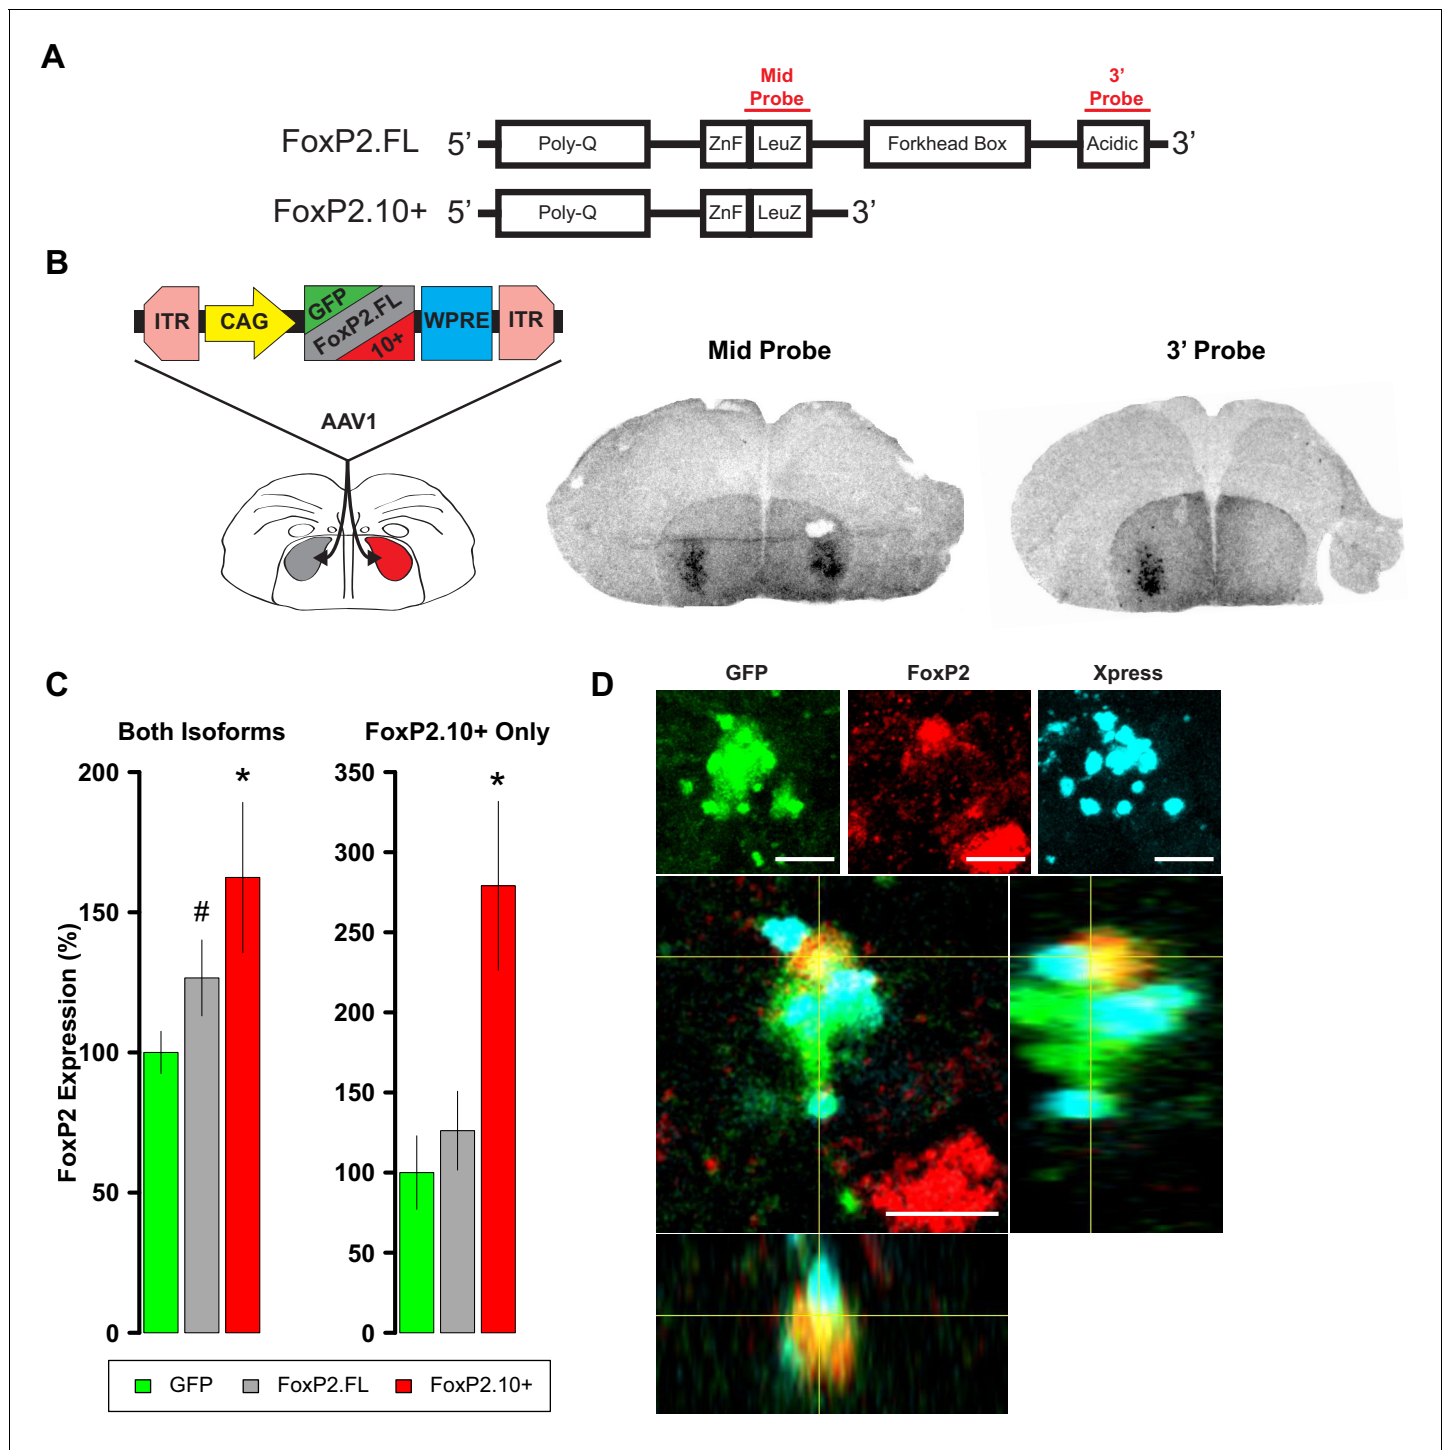 A
Mid
Probe
3’
Probe
FoxP2.FL 5’ Poly-Q ZnF LeuZ Forkhead Box Acidic 3’
FoxP2.10+ 5’ Poly-Q ZnF LeuZ 3’
B
ITR CAG GFP FoxP2.FL 10+ WPRE ITR
AAV1
Mid Probe
3’ Probe
C
Both Isoforms
FoxP2.10+ Only
FoxP2 Expression (%)
200
150
100
50
0
#
*
350
300
250
200
150
100
50
0
*
GFP FoxP2.FL FoxP2.10+
D
GFP FoxP2 Xpress